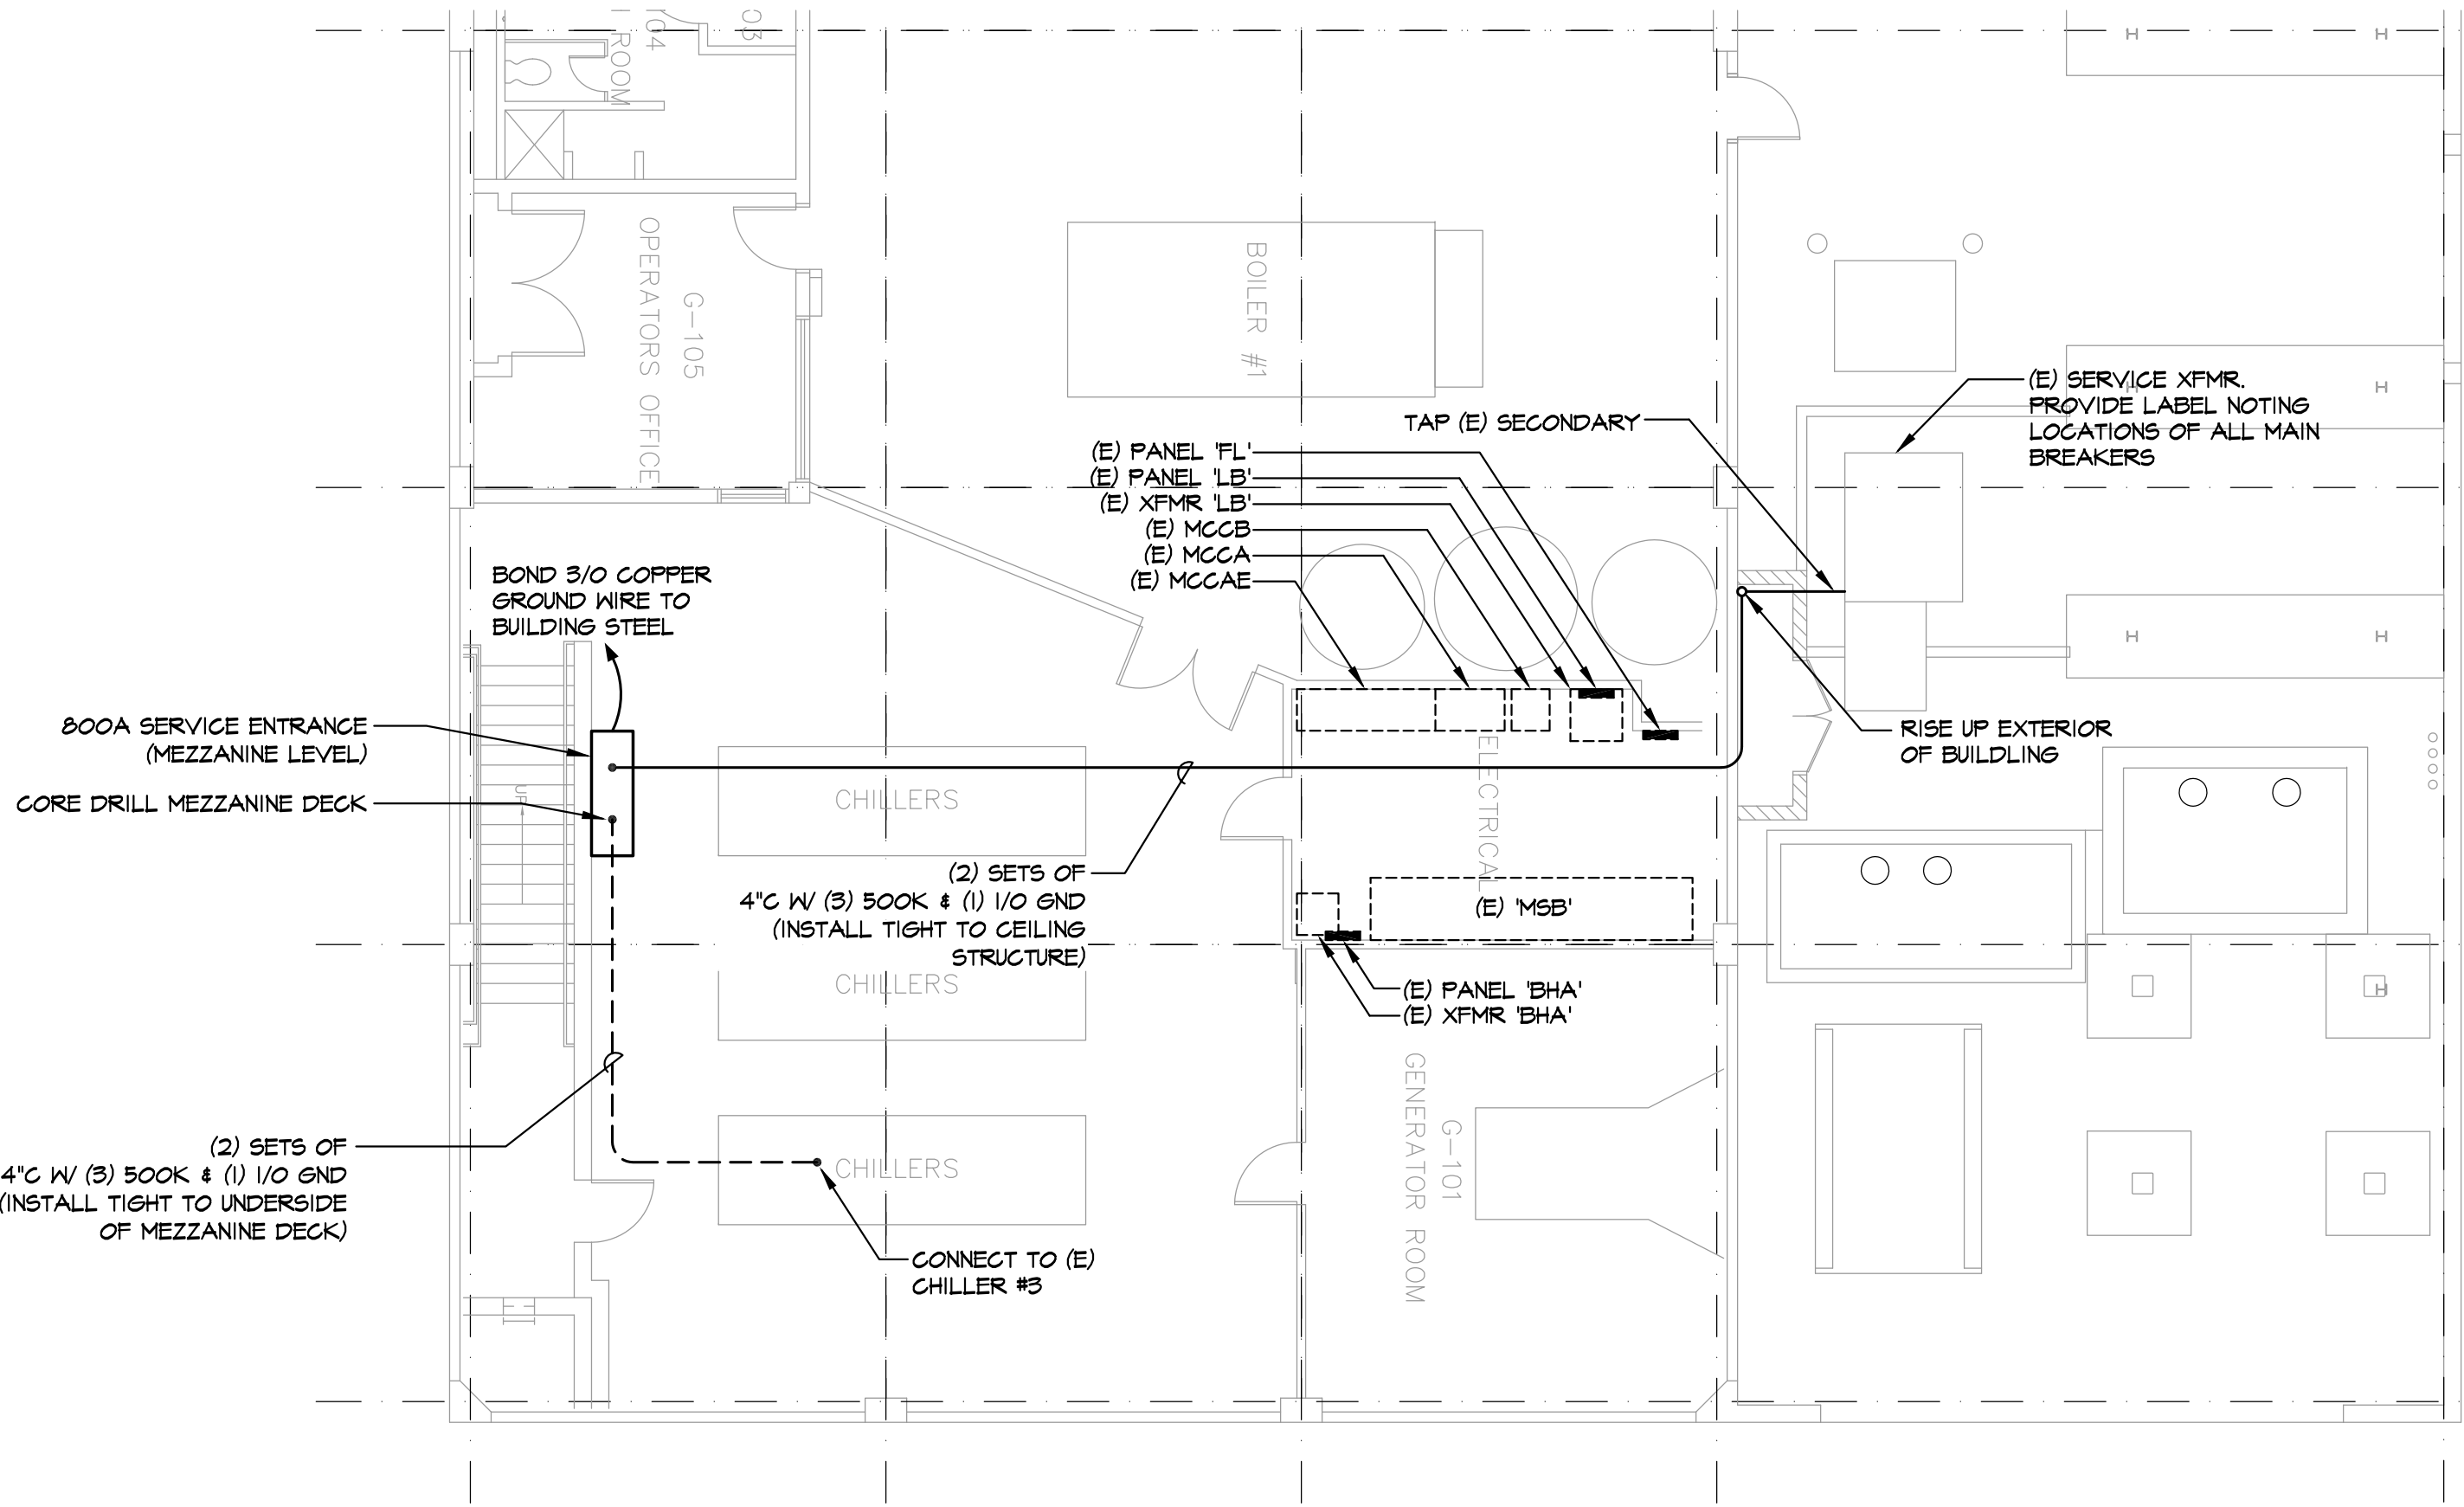 104
ROOM
03
OPERATORS OFFICE
G-105
BOILER #1
(E) SERVICE XFMR.
PROVIDE LABEL NOTING
LOCATIONS OF ALL MAIN
BREAKERS
TAP (E) SECONDARY
(E) PANEL 'FL'
(E) PANEL 'LB'
(E) XFMR 'LB'
(E) MCCB
(E) MCCA
(E) MCCAE
BOND 3/0 COPPER
GROUND WIRE TO
BUILDING STEEL
800A SERVICE ENTRANCE
(MEZZANINE LEVEL)
CORE DRILL MEZZANINE DECK
UP
RISE UP EXTERIOR
OF BUILDLING
CHILLERS
ELECTRICAL
(2) SETS OF
4"C W/ (3) 500K & (1) 1/0 GND
(INSTALL TIGHT TO CEILING
STRUCTURE)
(E) 'MSB'
CHILLERS
(E) PANEL 'BHA'
(E) XFMR 'BHA'
GENERATOR ROOM
G-101
(2) SETS OF
4"C W/ (3) 500K & (1) 1/0 GND
(INSTALL TIGHT TO UNDERSIDE
OF MEZZANINE DECK)
CHILLERS
CONNECT TO (E)
CHILLER #3
H
H
H
H
H
H
H